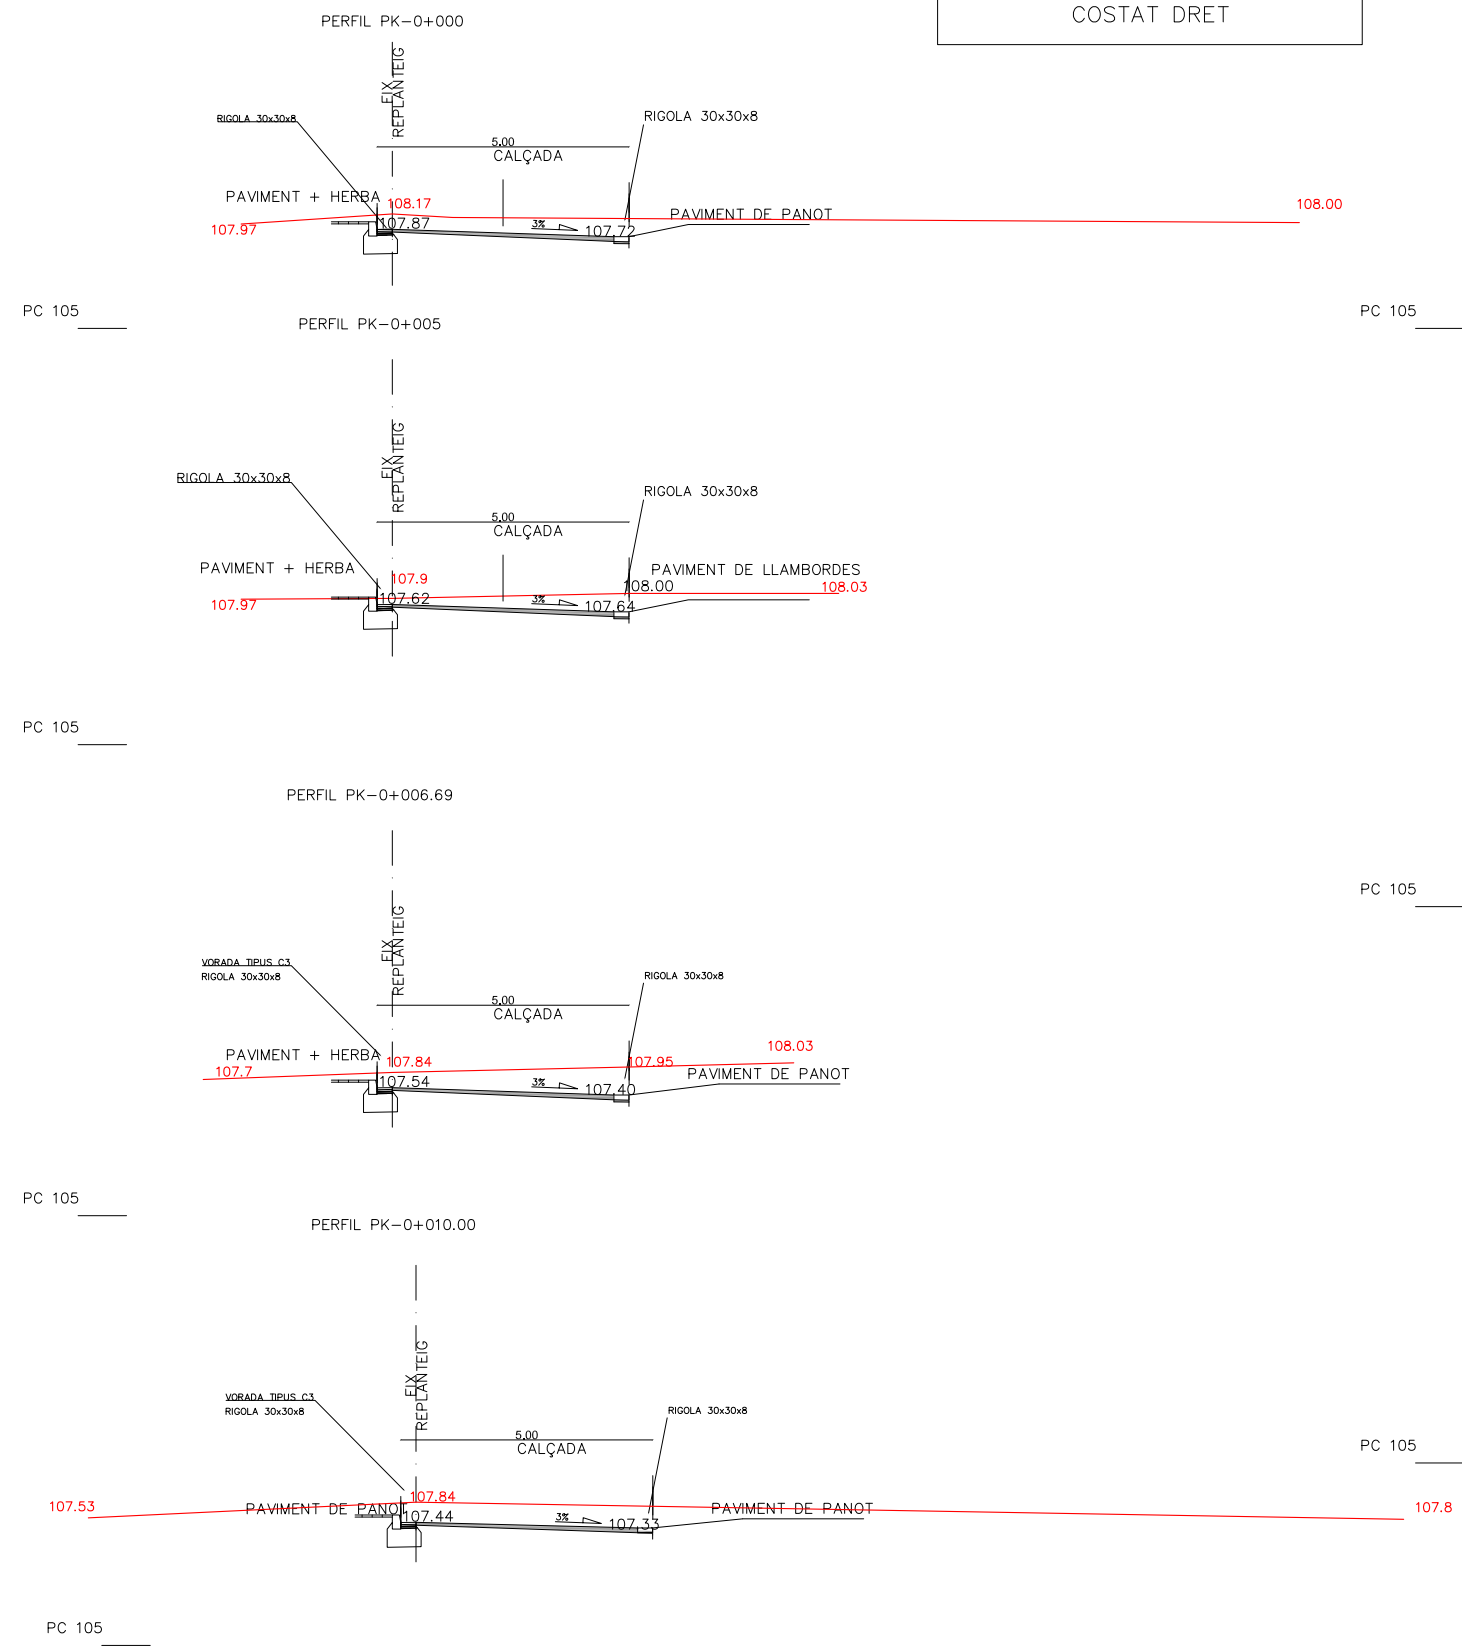 COSTAT DRET
PERFIL PK-0+000
EIX
REPLANTEIG
RIGOLA 30x30x8
RIGOLA 30x30x8
5.00
CALÇADA
PAVIMENT + HERBA
108.17
108.00
107.97
107.87
3%
107.72
PAVIMENT DE PANOT
PC 105
PC 105
PERFIL PK-0+005
EIX
REPLANTEIG
RIGOLA 30x30x8
RIGOLA 30x30x8
5.00
CALÇADA
PAVIMENT + HERBA
107.9
108.00
PAVIMENT DE LLAMBORDES
108.03
107.97
107.62
3%
107.64
PC 105
PERFIL PK-0+006.69
PC 105
EIX
REPLANTEIG
VORADA TIPUS C3
RIGOLA 30x30x8
RIGOLA 30x30x8
5.00
CALÇADA
PAVIMENT + HERBA
107.84
107.95
108.03
107.7
107.54
3%
107.40
PAVIMENT DE PANOT
PC 105
PERFIL PK-0+010.00
EIX
REPLANTEIG
VORADA TIPUS C3
RIGOLA 30x30x8
RIGOLA 30x30x8
5.00
CALÇADA
PC 105
107.53
PAVIMENT DE PANOT
107.84
107.44
3%
107.33
PAVIMENT DE PANOT
107.8
PC 105